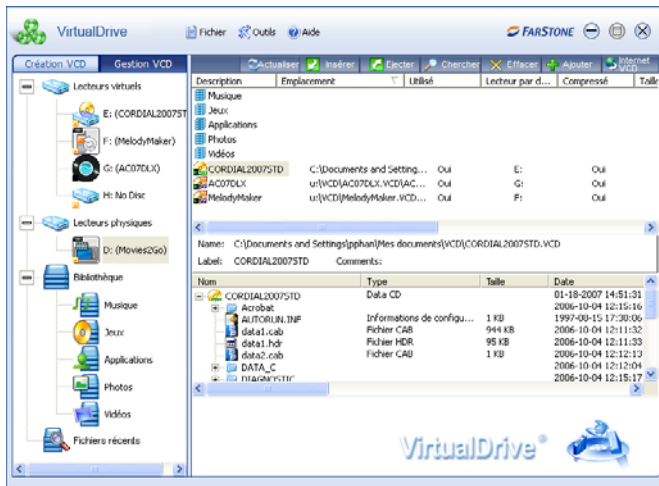 VirtualDrive Fichier Outils Aide FARSTONE
Création VCD Gestion VCD
Actualiser Insérer Ejecter Chercher Effacer Ajouter Internet VCD
Description Emplacement Utilisé Lecteur par d... Compressé Taille
Lecteurs virtuels
E: (CORDIAL2007ST
F: (MelodyMaker)
G: (AC07DLX)
H: No Disc
Lecteurs physiques
D: (Movies2Go)
Bibliothèque
Musique
Jeux
Applications
Photos
Vidéos
Fichiers récents
Musique
Jeux
Applications
Photos
Vidéos
CORDIAL2007STD C:\Documents and Setting... Oui E: Oui
AC07DLX u:\VCD\AC07DLX.VCD\AC... Oui G: Oui
MelodyMaker u:\VCD\MelodyMaker.VCD... Oui F: Oui
Name: C:\Documents and Settings\pphan\Mes documents\VCD\CORDIAL2007STD.VCD
Label: CORDIAL2007STD Comments:
Nom Type Taille Date
CORDIAL2007STD Data CD 01-18-2007 14:51:31
Acrobat 2006-10-04 12:15:16
AUTORUN.INF Informations de configu... 1 KB 1997-08-15 17:30:06
data1.cab Fichier CAB 944 KB 2006-10-04 12:11:32
data1.hdr Fichier HDR 95 KB 2006-10-04 12:11:33
data2.cab Fichier CAB 1 KB 2006-10-04 12:12:13
DATA_C 2006-10-04 12:12:04
DIAGNOSTIC 2006-10-04 12:15:17
VirtualDrive®